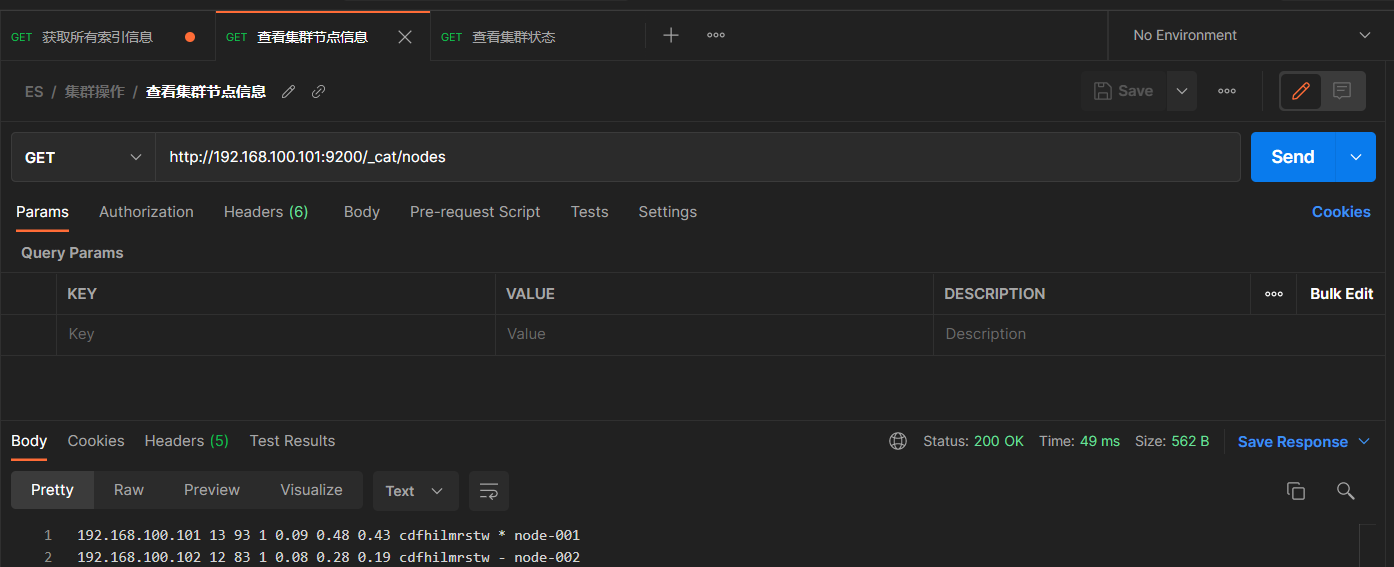 GET 获取所有索引信息 GET 查看集群节点信息 GET 查看集群状态 No Environment
ES / 集群操作 / 查看集群节点信息 Save
GET http://192.168.100.101:9200/_cat/nodes Send
Params Authorization Headers (6) Body Pre-request Script Tests Settings Cookies
Query Params
KEY VALUE DESCRIPTION Bulk Edit
Key Value Description
Body Cookies Headers (5) Test Results Status: 200 OK Time: 49 ms Size: 562 B Save Response
Pretty Raw Preview Visualize Text
1 192.168.100.101 13 93 1 0.09 0.48 0.43 cdfhilmrstw * node-001
2 192.168.100.102 12 83 1 0.08 0.28 0.19 cdfhilmrstw - node-002